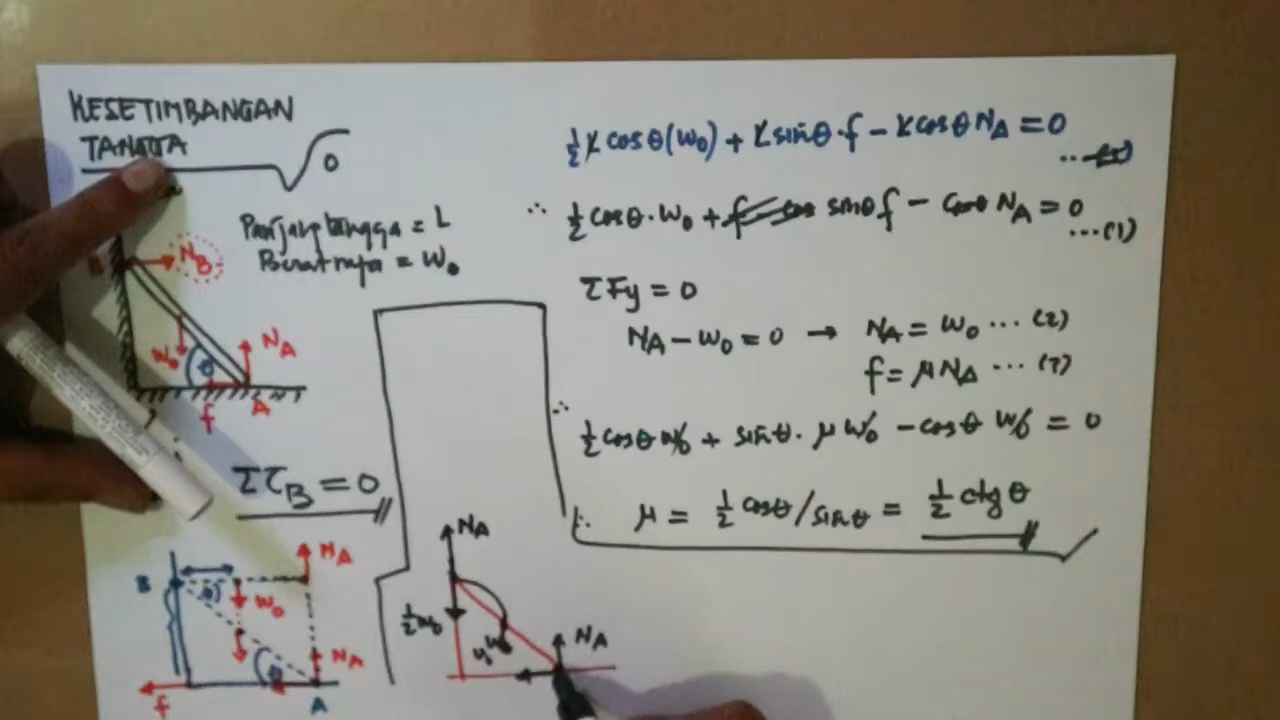 KESETIMBANGAN
TANGGA
0
Panjang tangga = L
Beratnya = W₀
N_B
W₀
θ
N_A
f
A
Στ_B = 0
B
θ
N_A
W₀
N_A
θ
f
A
½ L cos θ (W₀) + L sin θ · f − L cos θ N_A = 0
∴ ½ cos θ · W₀ + sin θ f − cos θ N_A = 0
...(1)
ΣFy = 0
N_A − W₀ = 0 → N_A = W₀ ... (2)
f = μ N_A ... (3)
∴ ½ cos θ W₀ + sin θ · μ W₀ − cos θ W₀ = 0
∴ μ = ½ cos θ / sin θ = ½ ctg θ
N_A
½ W₀
N_A